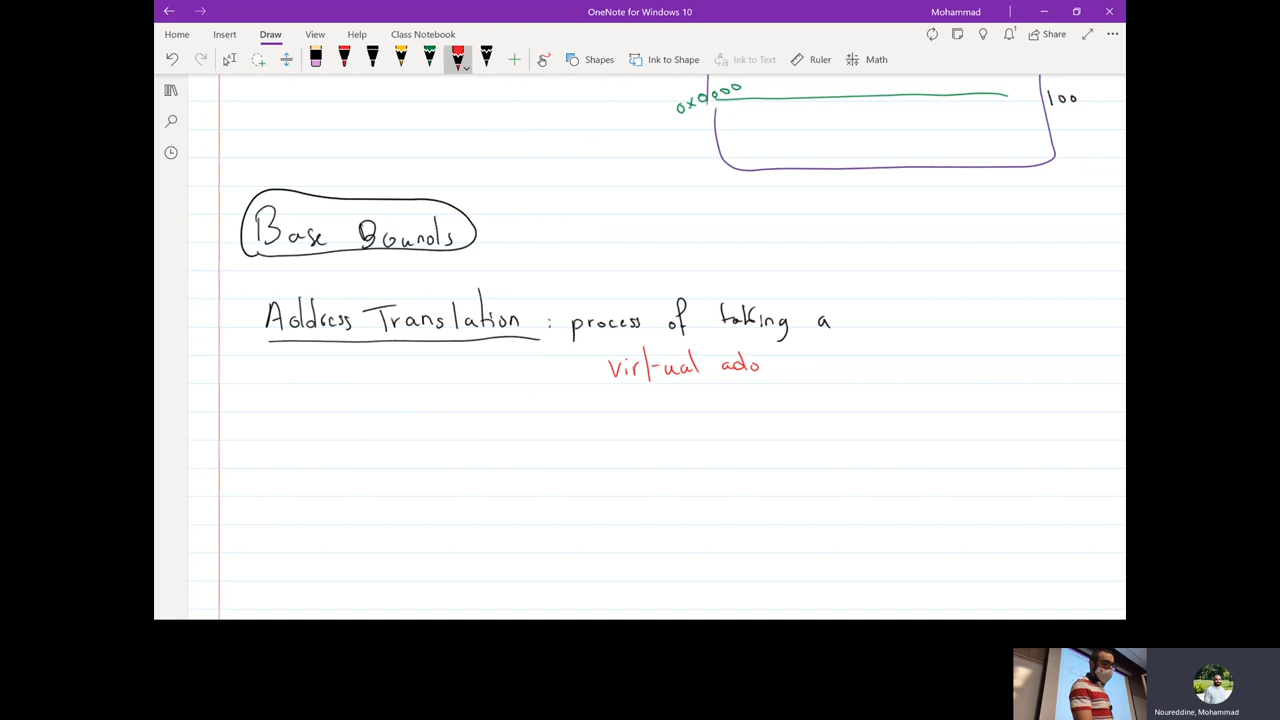 OneNote for Windows 10
Mohammad
Home Insert Draw View Help Class Notebook
Share
Shapes Ink to Shape Ink to Text Ruler Math
0x0000
100
Base Bounds
Address Translation : process of taking a
virtual add
Noureddine, Mohammad